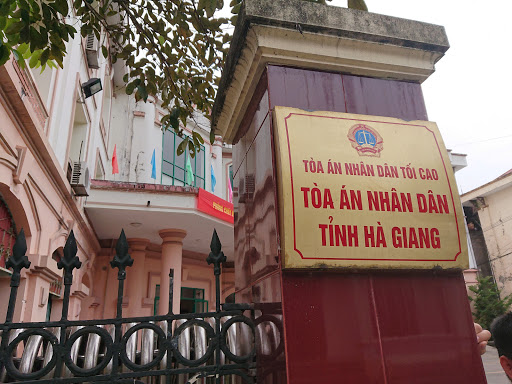 TÒA ÁN NHÂN DÂN TỐI CAO
TÒA ÁN NHÂN DÂN
TỈNH HÀ GIANG